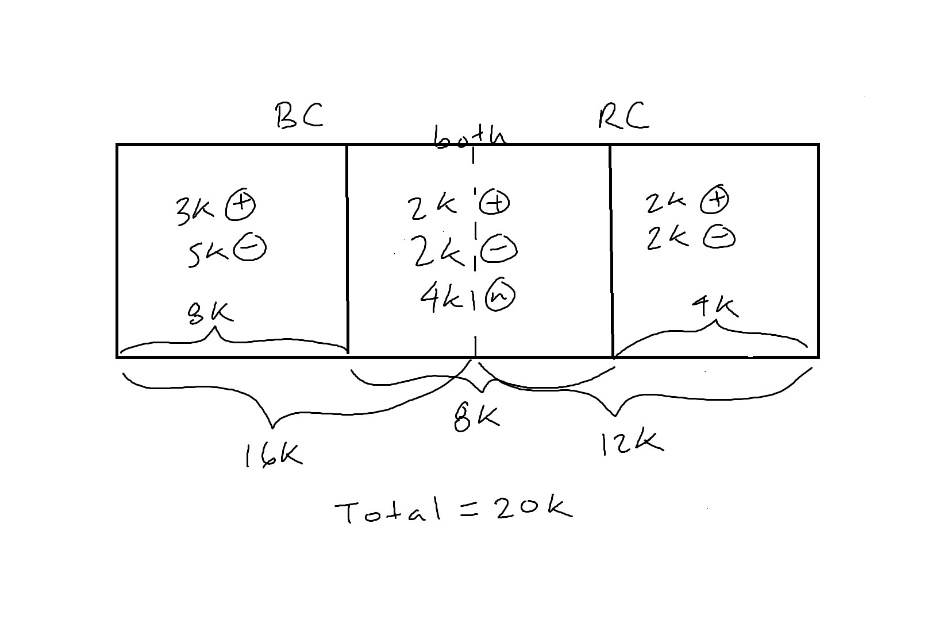 BC both RC
3k ⊕ 2k ⊕ 2k ⊕
5k ⊖ 2k ⊖ 2k ⊖
4k ⓝ
8k 4k
8k
16k 12k
Total = 20k